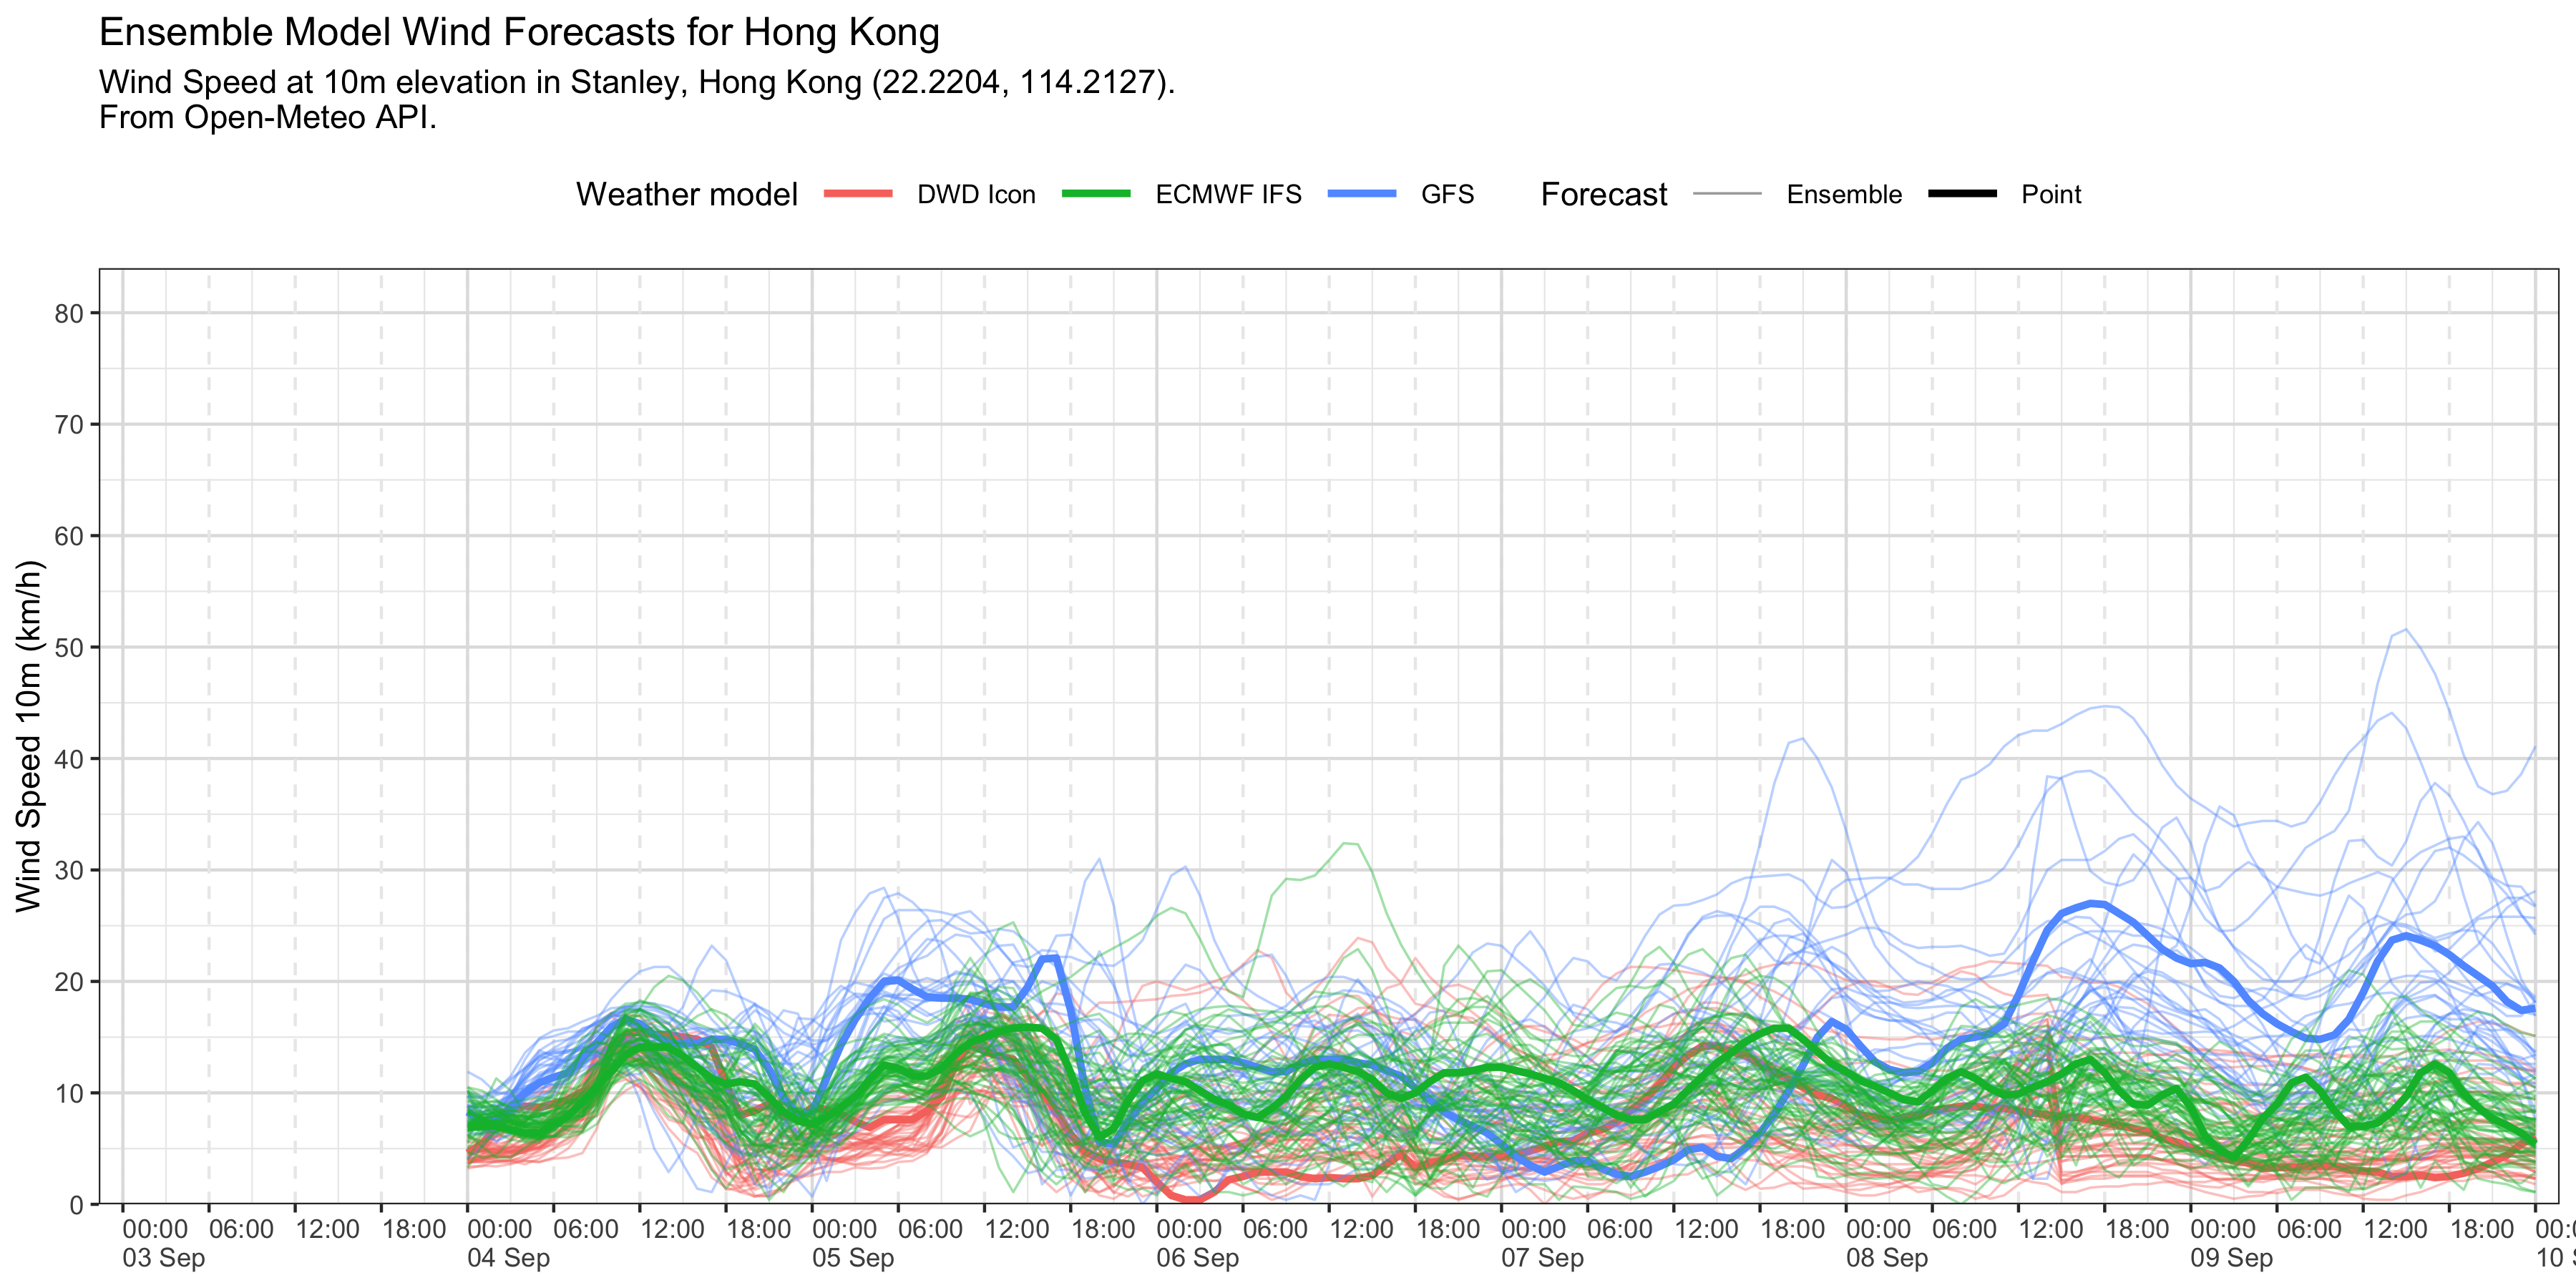 Ensemble Model Wind Forecasts for Hong Kong
Wind Speed at 10m elevation in Stanley, Hong Kong (22.2204, 114.2127).
From Open-Meteo API.
Weather model DWD Icon ECMWF IFS GFS Forecast Ensemble Point
Wind Speed 10m (km/h)
80
70
60
50
40
30
20
10
0
00:00 06:00 12:00 18:00 00:00 06:00 12:00 18:00 00:00 06:00 12:00 18:00 00:00 06:00 12:00 18:00 00:00 06:00 12:00 18:00 00:00 06:00 12:00 18:00 00:00 06:00 12:00 18:00
03 Sep 04 Sep 05 Sep 06 Sep 07 Sep 08 Sep 09 Sep 10